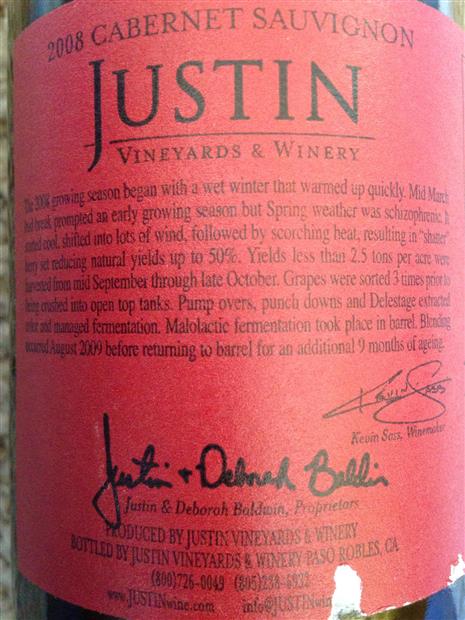 2008 CABERNET SAUVIGNON
JUSTIN
VINEYARDS & WINERY
The 2008 growing season began with a wet winter that warmed up quickly. Mid March
bud break prompted an early growing season but Spring weather was schizophrenic. It
started cool, shifted into lots of wind, followed by scorching heat, resulting in "shatter"
berry set reducing natural yields up to 50%. Yields less than 2.5 tons per acre were
harvested from mid September through late October. Grapes were sorted 3 times prior to
being crushed into open top tanks. Pump overs, punch downs and Delestage extracted
color and managed fermentation. Malolactic fermentation took place in barrel. Blending
occurred August 2009 before returning to barrel for an additional 9 months of ageing.
Kevin Sass
Kevin Sass, Winemaker
Justin + Deborah Baldwin
Justin & Deborah Baldwin, Proprietors
PRODUCED BY JUSTIN VINEYARDS & WINERY
BOTTLED BY JUSTIN VINEYARDS & WINERY PASO ROBLES, CA
(800)726-0049 (805)238-6932
www.JUSTINwine.com info@JUSTINwin